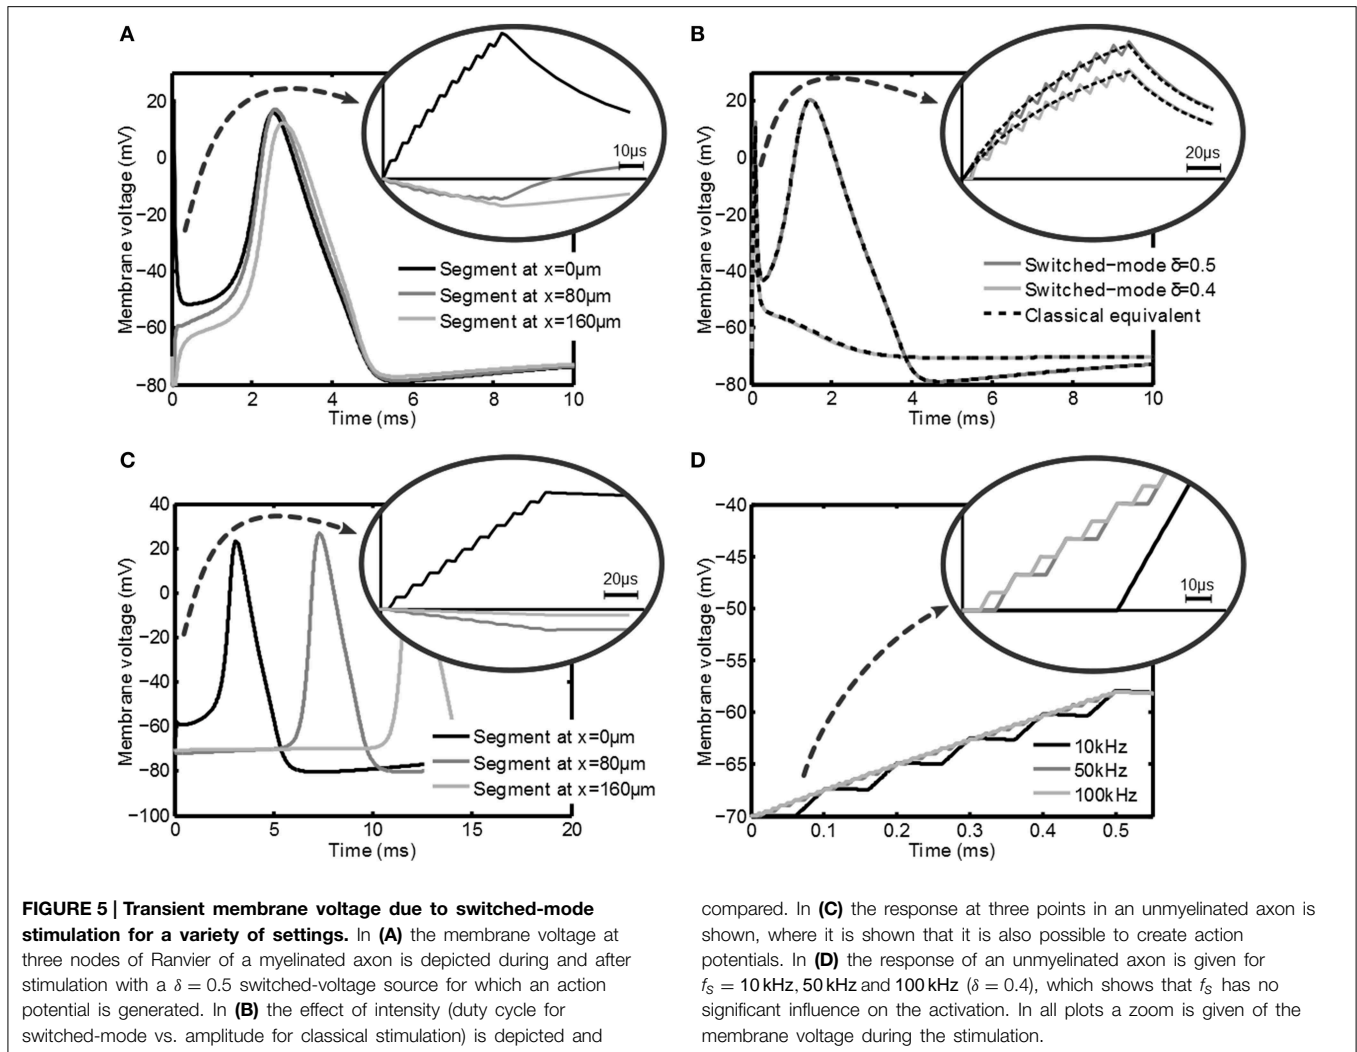 A
Membrane voltage (mV)
20
0
−20
−40
−60
−80
0
2
4
6
8
10
Time (ms)
10µs
Segment at x=0µm
Segment at x=80µm
Segment at x=160µm
B
Membrane voltage (mV)
20
0
−20
−40
−60
−80
0
2
4
6
8
10
Time (ms)
20µs
Switched−mode δ=0.5
Switched−mode δ=0.4
Classical equivalent
C
Membrane voltage (mV)
40
20
0
−20
−40
−60
−80
−100
0
5
10
15
20
Time (ms)
20µs
Segment at x=0µm
Segment at x=80µm
Segment at x=160µm
D
Membrane voltage (mV)
−40
−45
−50
−55
−60
−65
−70
0
0.1
0.2
0.3
0.4
0.5
Time (ms)
10µs
10kHz
50kHz
100kHz
FIGURE 5 | Transient membrane voltage due to switched-mode
stimulation for a variety of settings. In (A) the membrane voltage at
three nodes of Ranvier of a myelinated axon is depicted during and after
stimulation with a δ = 0.5 switched-voltage source for which an action
potential is generated. In (B) the effect of intensity (duty cycle for
switched-mode vs. amplitude for classical stimulation) is depicted and
compared. In (C) the response at three points in an unmyelinated axon is
shown, where it is shown that it is also possible to create action
potentials. In (D) the response of an unmyelinated axon is given for
fS = 10 kHz, 50 kHz and 100 kHz (δ = 0.4), which shows that fS has no
significant influence on the activation. In all plots a zoom is given of the
membrane voltage during the stimulation.